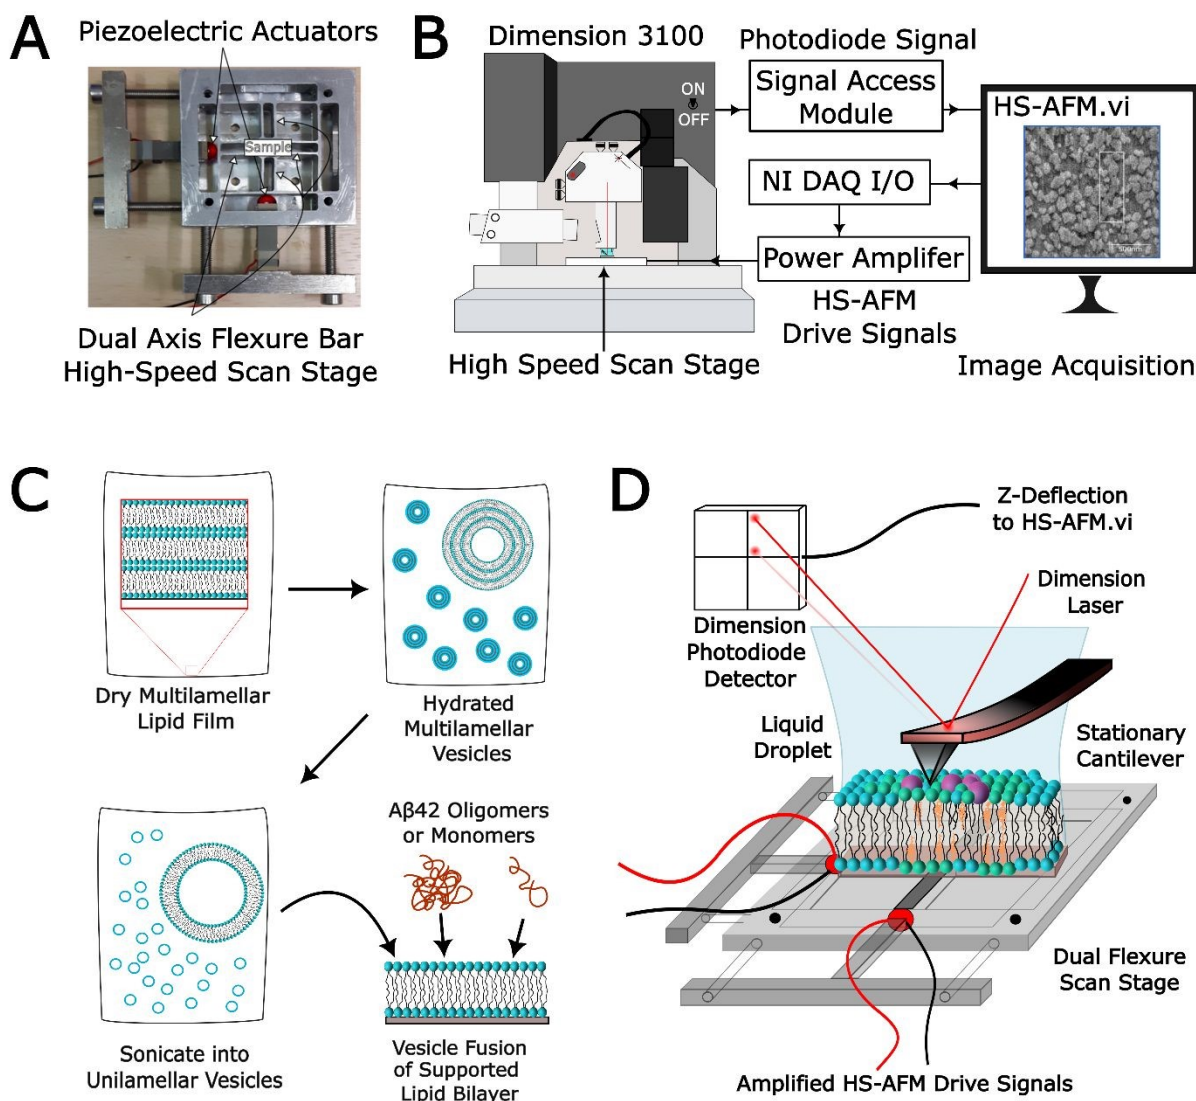 A
Piezoelectric Actuators
Sample
Dual Axis Flexure Bar
High-Speed Scan Stage
B
Dimension 3100
ON
OFF
Photodiode Signal
Signal Access
Module
HS-AFM.vi
NI DAQ I/O
500nm
Power Amplifer
HS-AFM
Drive Signals
High Speed Scan Stage
Image Acquisition
C
Dry Multilamellar
Lipid Film
Hydrated
Multilamellar
Vesicles
Sonicate into
Unilamellar Vesicles
Aβ42 Oligomers
or Monomers
Vesicle Fusion
of Supported
Lipid Bilayer
D
Z-Deflection
to HS-AFM.vi
Dimension
Laser
Dimension
Photodiode
Detector
Liquid
Droplet
Stationary
Cantilever
Dual Flexure
Scan Stage
Amplified HS-AFM Drive Signals